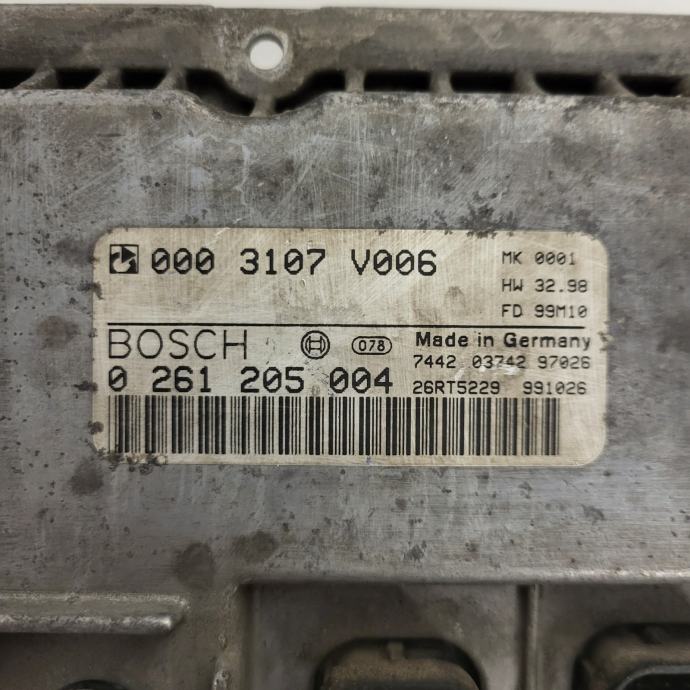 000 3107 V006
MK 0001
HW 32.98
FD 99M10
BOSCH
078
Made in Germany
7442 03742 97026
0 261 205 004
26RT5229 991026